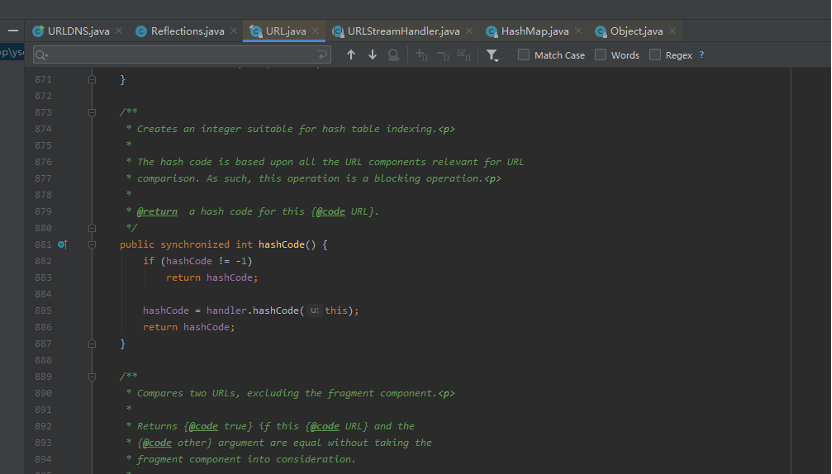 URLDNS.java × Reflections.java × URL.java × URLStreamHandler.java × HashMap.java × Object.java ×
Match Case Words Regex ?
871 }
872
873 /**
874 * Creates an integer suitable for hash table indexing.<p>
875 *
876 * The hash code is based upon all the URL components relevant for URL
877 * comparison. As such, this operation is a blocking operation.<p>
878 *
879 * @return a hash code for this {@code URL}.
880 */
881 public synchronized int hashCode() {
882 if (hashCode != -1)
883 return hashCode;
884
885 hashCode = handler.hashCode( u: this);
886 return hashCode;
887 }
888
889 /**
890 * Compares two URLs, excluding the fragment component.<p>
891 *
892 * Returns {@code true} if this {@code URL} and the
893 * {@code other} argument are equal without taking the
894 * fragment component into consideration.